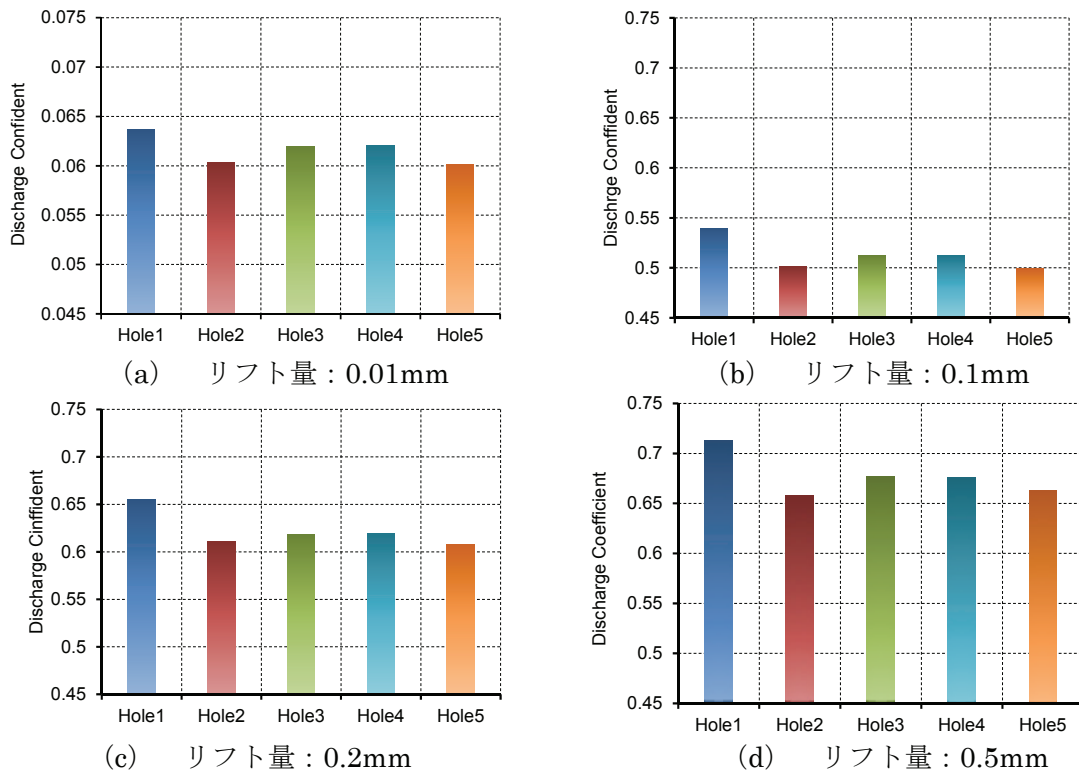 0.075
0.07
0.065
0.06
0.055
0.05
0.045
Discharge Confident
Hole1 Hole2 Hole3 Hole4 Hole5
(a) リフト量：0.01mm
0.75
0.7
0.65
0.6
0.55
0.5
0.45
Dischrge Conffident
Hole1 Hole2 Hole3 Hole4 Hole5
(b) リフト量：0.1mm
0.75
0.7
0.65
0.6
0.55
0.5
0.45
Discharge Cinffident
Hole1 Hole2 Hole3 Hole4 Hole5
(c) リフト量：0.2mm
0.75
0.7
0.65
0.6
0.55
0.5
0.45
Discharge Coefficient
Hole1 Hole2 Hole3 Hole4 Hole5
(d) リフト量：0.5mm